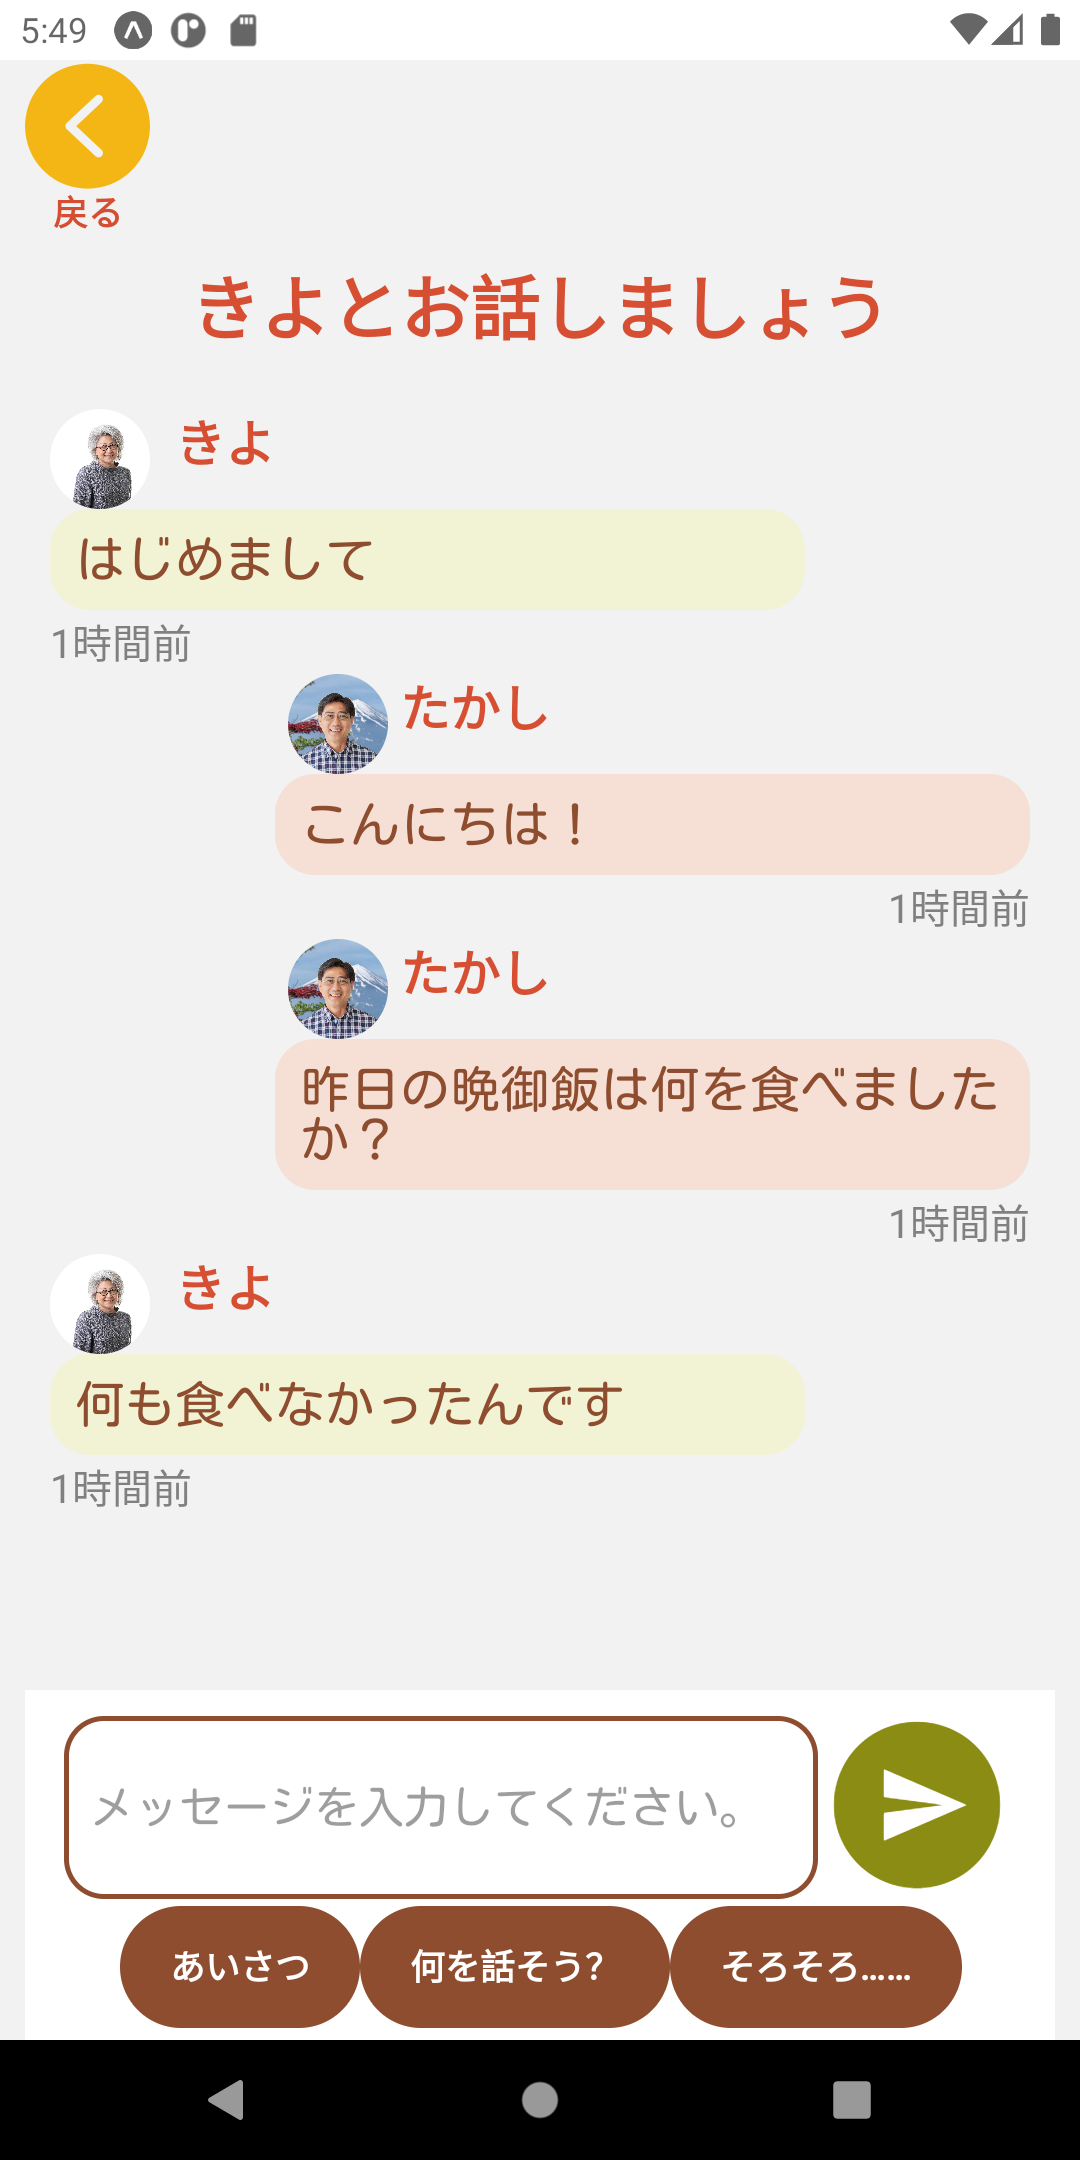 5:49
戻る
きよとお話しましょう
きよ
はじめまして
1時間前
たかし
こんにちは！
1時間前
たかし
昨日の晩御飯は何を食べました
か？
1時間前
きよ
何も食べなかったんです
1時間前
メッセージを入力してください。
あいさつ
何を話そう?
そろそろ……